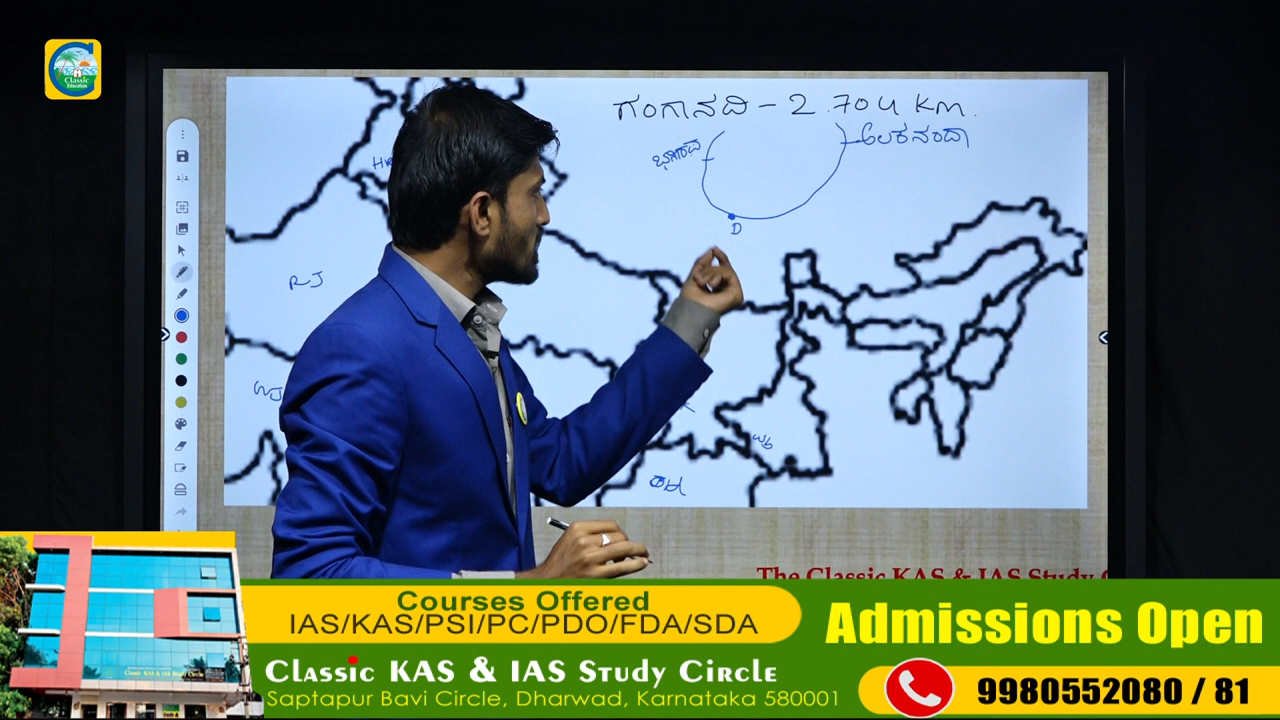 Classic
Education
ಗಂಗಾನದಿ - 2.704 KM.
ಅಲಕನಂದಾ
D
RJ
The Classic KAS & IAS Study
Courses Offered
IAS/KAS/PSI/PC/PDO/FDA/SDA
Admissions Open
Classic KAS & IAS Study Circle
Saptapur Bavi Circle, Dharwad, Karnataka 580001
9980552080 / 81